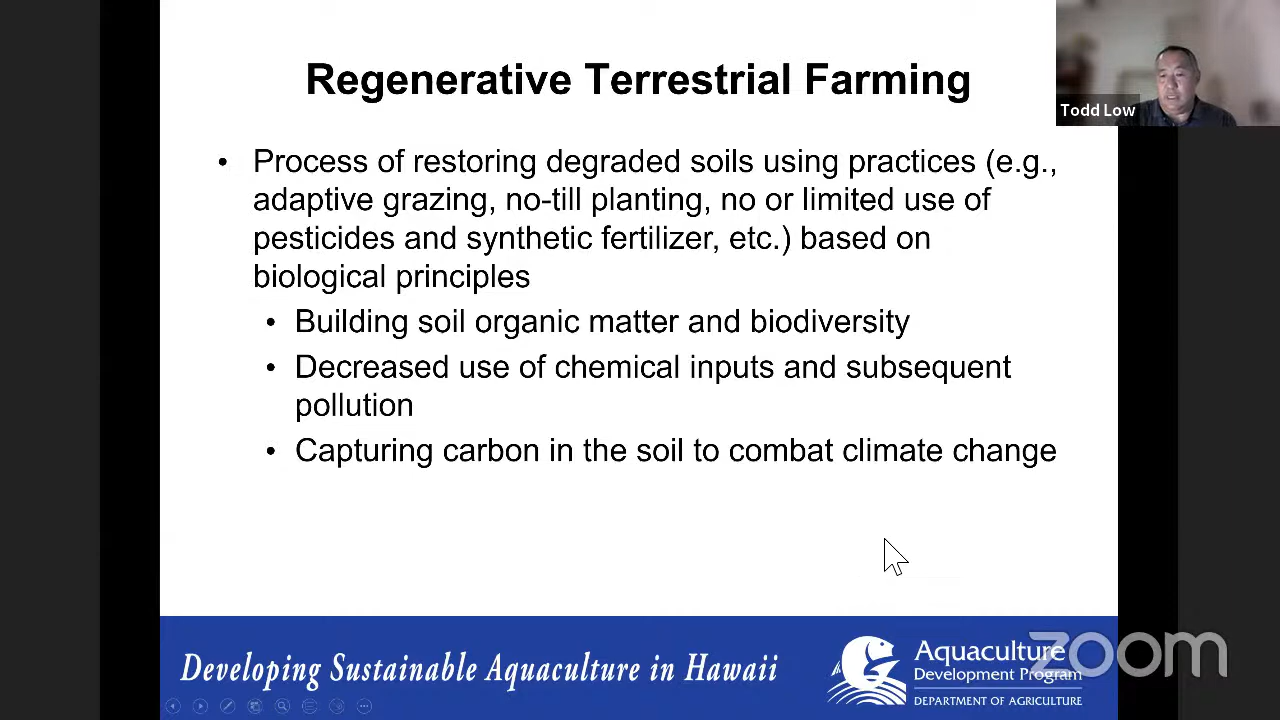 Regenerative Terrestrial Farming
Todd Low
• Process of restoring degraded soils using practices (e.g.,
adaptive grazing, no-till planting, no or limited use of
pesticides and synthetic fertilizer, etc.) based on
biological principles
• Building soil organic matter and biodiversity
• Decreased use of chemical inputs and subsequent
pollution
• Capturing carbon in the soil to combat climate change
Developing Sustainable Aquaculture in Hawaii
Aquaculture
Development Program
DEPARTMENT OF AGRICULTURE
zoom